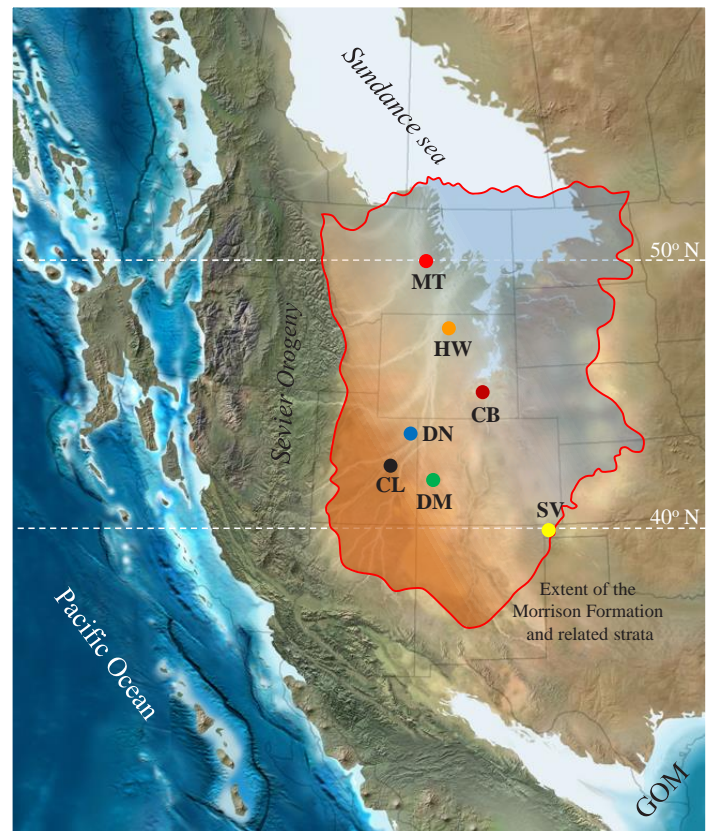 Sundance sea
50° N
MT
HW
Sevier Orogeny
CB
DN
CL
DM
SV
40° N
Extent of the
Morrison Formation
and related strata
Pacific Ocean
GOM